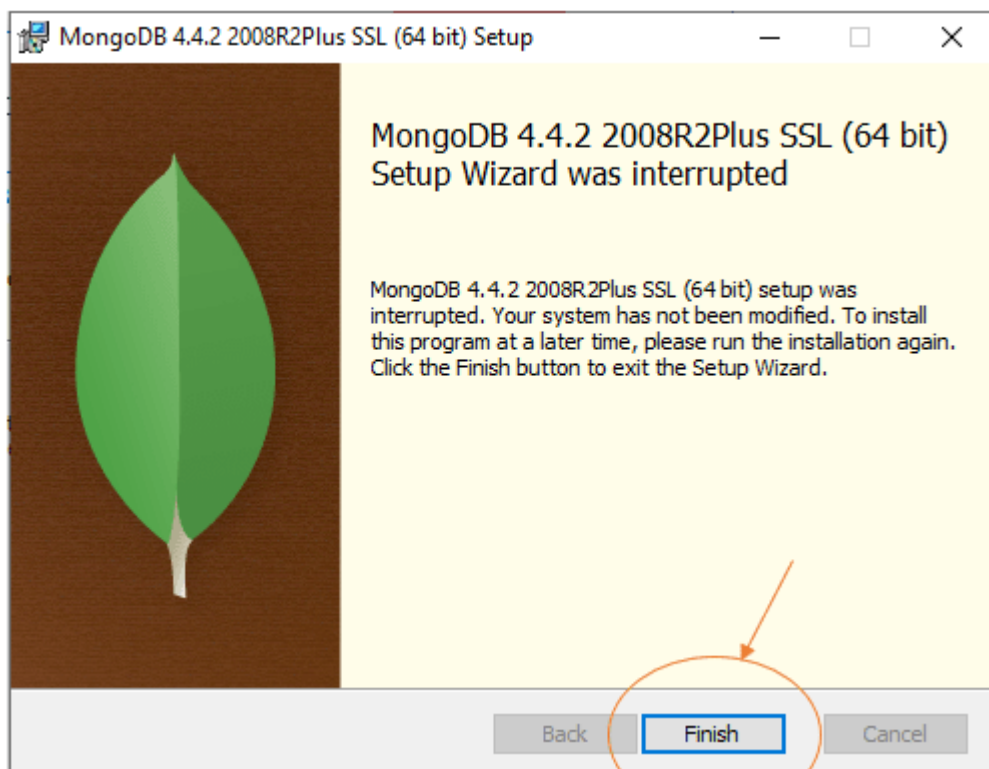 MongoDB 4.4.2 2008R2Plus SSL (64 bit) Setup
MongoDB 4.4.2 2008R2Plus SSL (64 bit)
Setup Wizard was interrupted
MongoDB 4.4.2 2008R2Plus SSL (64 bit) setup was
interrupted. Your system has not been modified. To install
this program at a later time, please run the installation again.
Click the Finish button to exit the Setup Wizard.
Back
Finish
Cancel